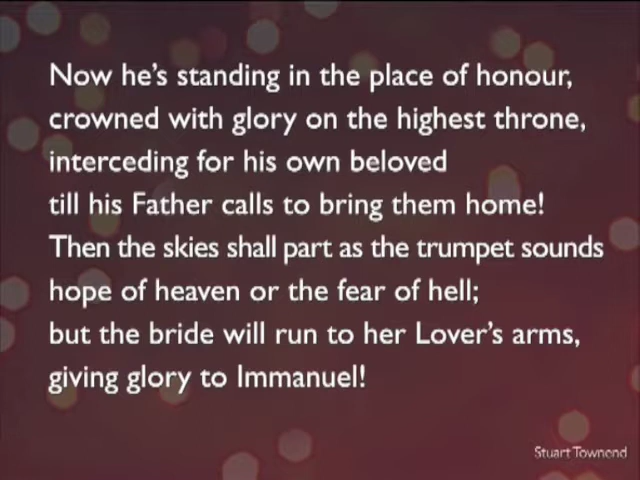 Now he's standing in the place of honour,
crowned with glory on the highest throne,
interceding for his own beloved
till his Father calls to bring them home!
Then the skies shall part as the trumpet sounds
hope of heaven or the fear of hell;
but the bride will run to her Lover's arms,
giving glory to Immanuel!
Stuart Townend